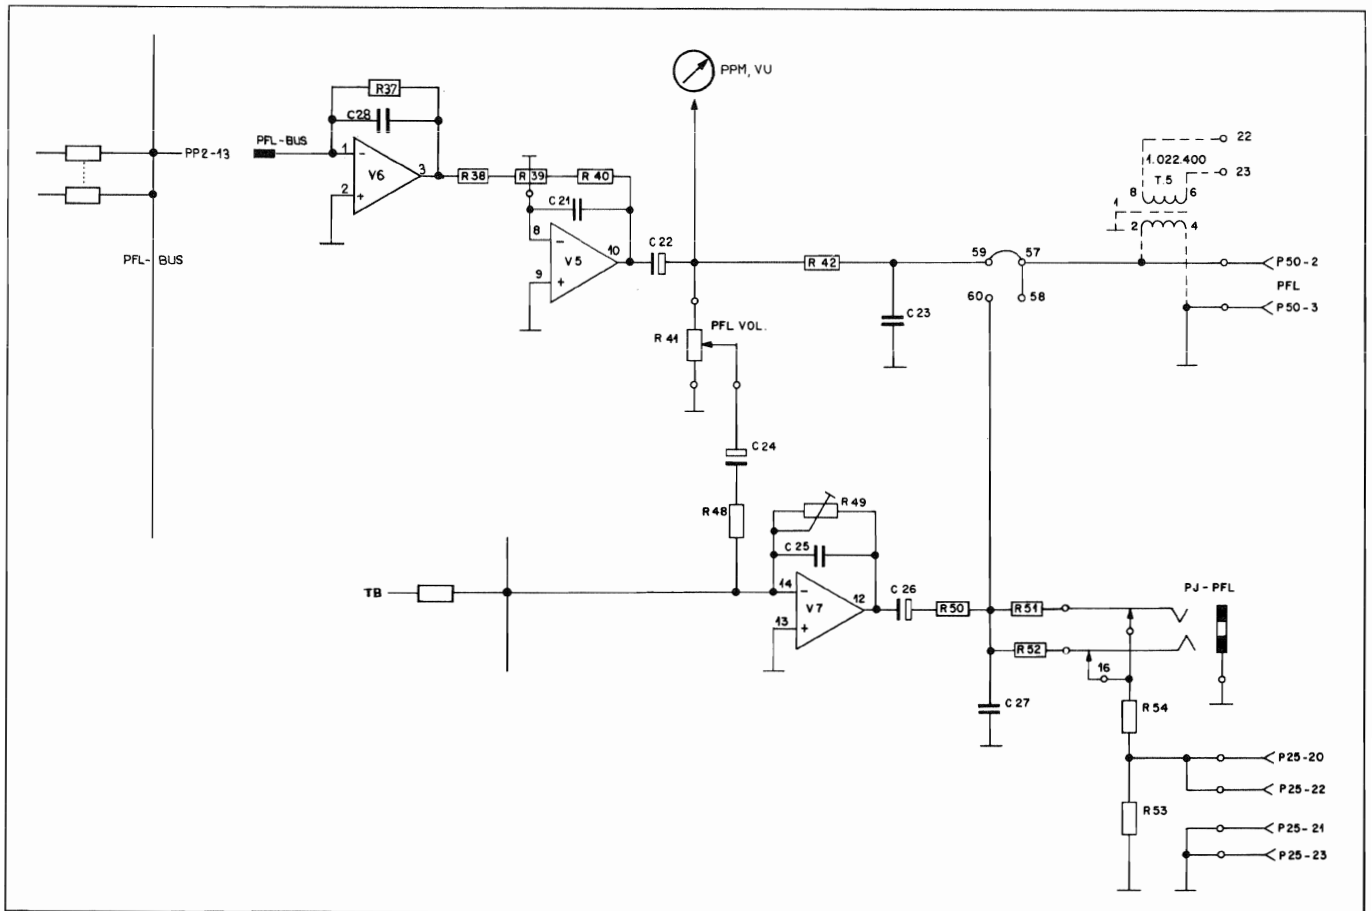 PPM, VU
R37
C28
PFL-BUS
PP2-13
1
V6
3
2
R38
R39
R40
C21
8
V5
10
9
C22
PFL-BUS
R41
PFL VOL.
R42
C23
59
57
60
58
22
1.022.400
23
T.5
8
6
1
2
4
P50-2
PFL
P50-3
C24
R48
R49
C25
TB
14
V7
12
13
C26
R50
R51
R52
C27
PJ-PFL
16
R54
P25-20
P25-22
R53
P25-21
P25-23